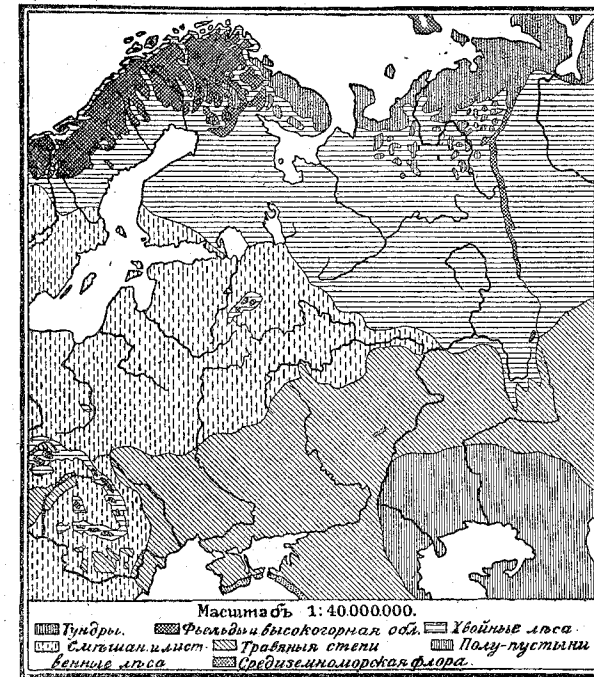 Масштабъ 1:40.000.000.
Тундры. Фьельды и высокогорная обл. Хвойные лѣса
Смѣшан. и лист- Травяныя степи Полу-пустыни
венные лѣса Средиземноморская флора.